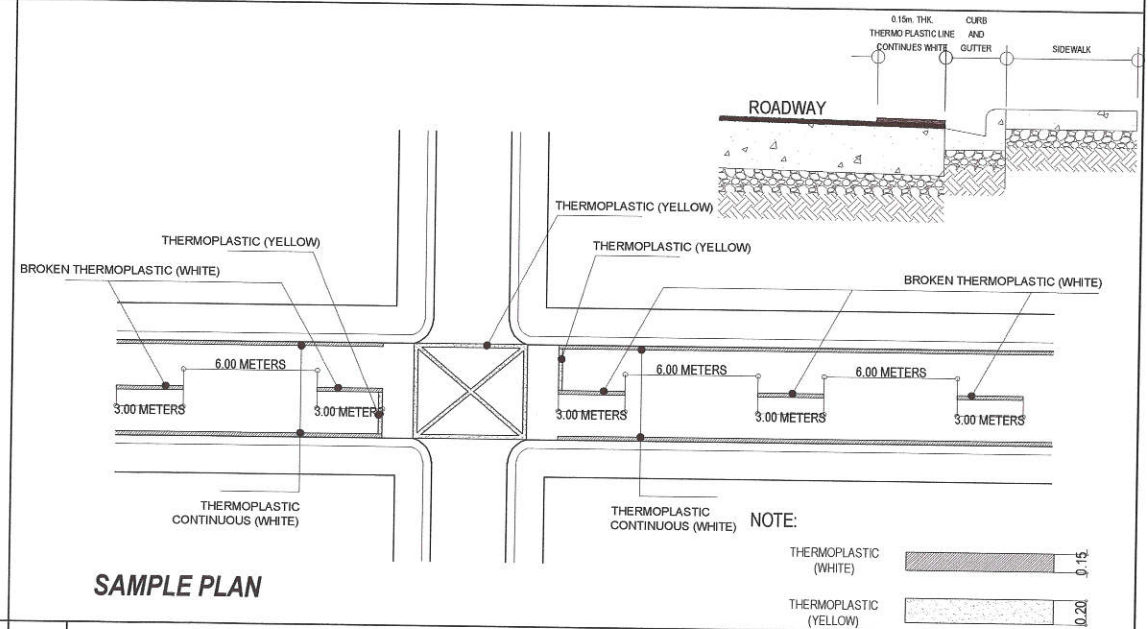 0.15m. THK.
THERMO PLASTIC LINE
CONTINUES WHITE
CURB
AND
GUTTER
SIDEWALK
ROADWAY
THERMOPLASTIC (YELLOW)
THERMOPLASTIC (YELLOW)
THERMOPLASTIC (YELLOW)
BROKEN THERMOPLASTIC (WHITE)
BROKEN THERMOPLASTIC (WHITE)
6.00 METERS
6.00 METERS
6.00 METERS
3.00 METERS
3.00 METERS
3.00 METERS
3.00 METERS
3.00 METERS
THERMOPLASTIC
CONTINUOUS (WHITE)
THERMOPLASTIC
CONTINUOUS (WHITE)
NOTE:
THERMOPLASTIC
(WHITE)
0.15
THERMOPLASTIC
(YELLOW)
0.20
SAMPLE PLAN